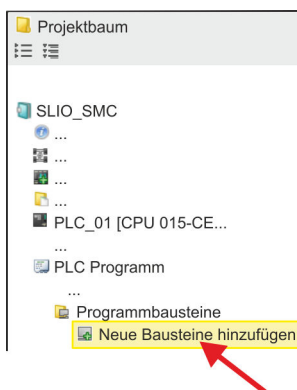 Projektbaum
SLIO_SMC
...
...
...
...
PLC_01 [CPU 015-CE...
...
PLC Programm
...
Programmbausteine
Neue Bausteine hinzufügen